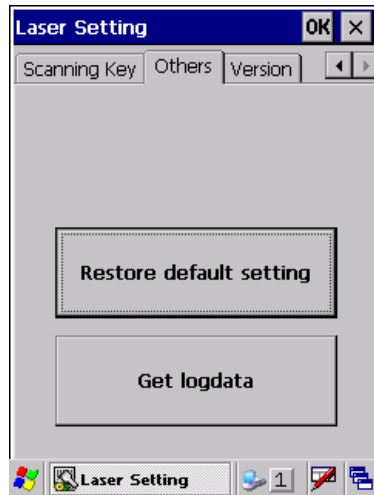 Laser Setting OK ×
Scanning Key Others Version
Restore default setting
Get logdata
Laser Setting 1